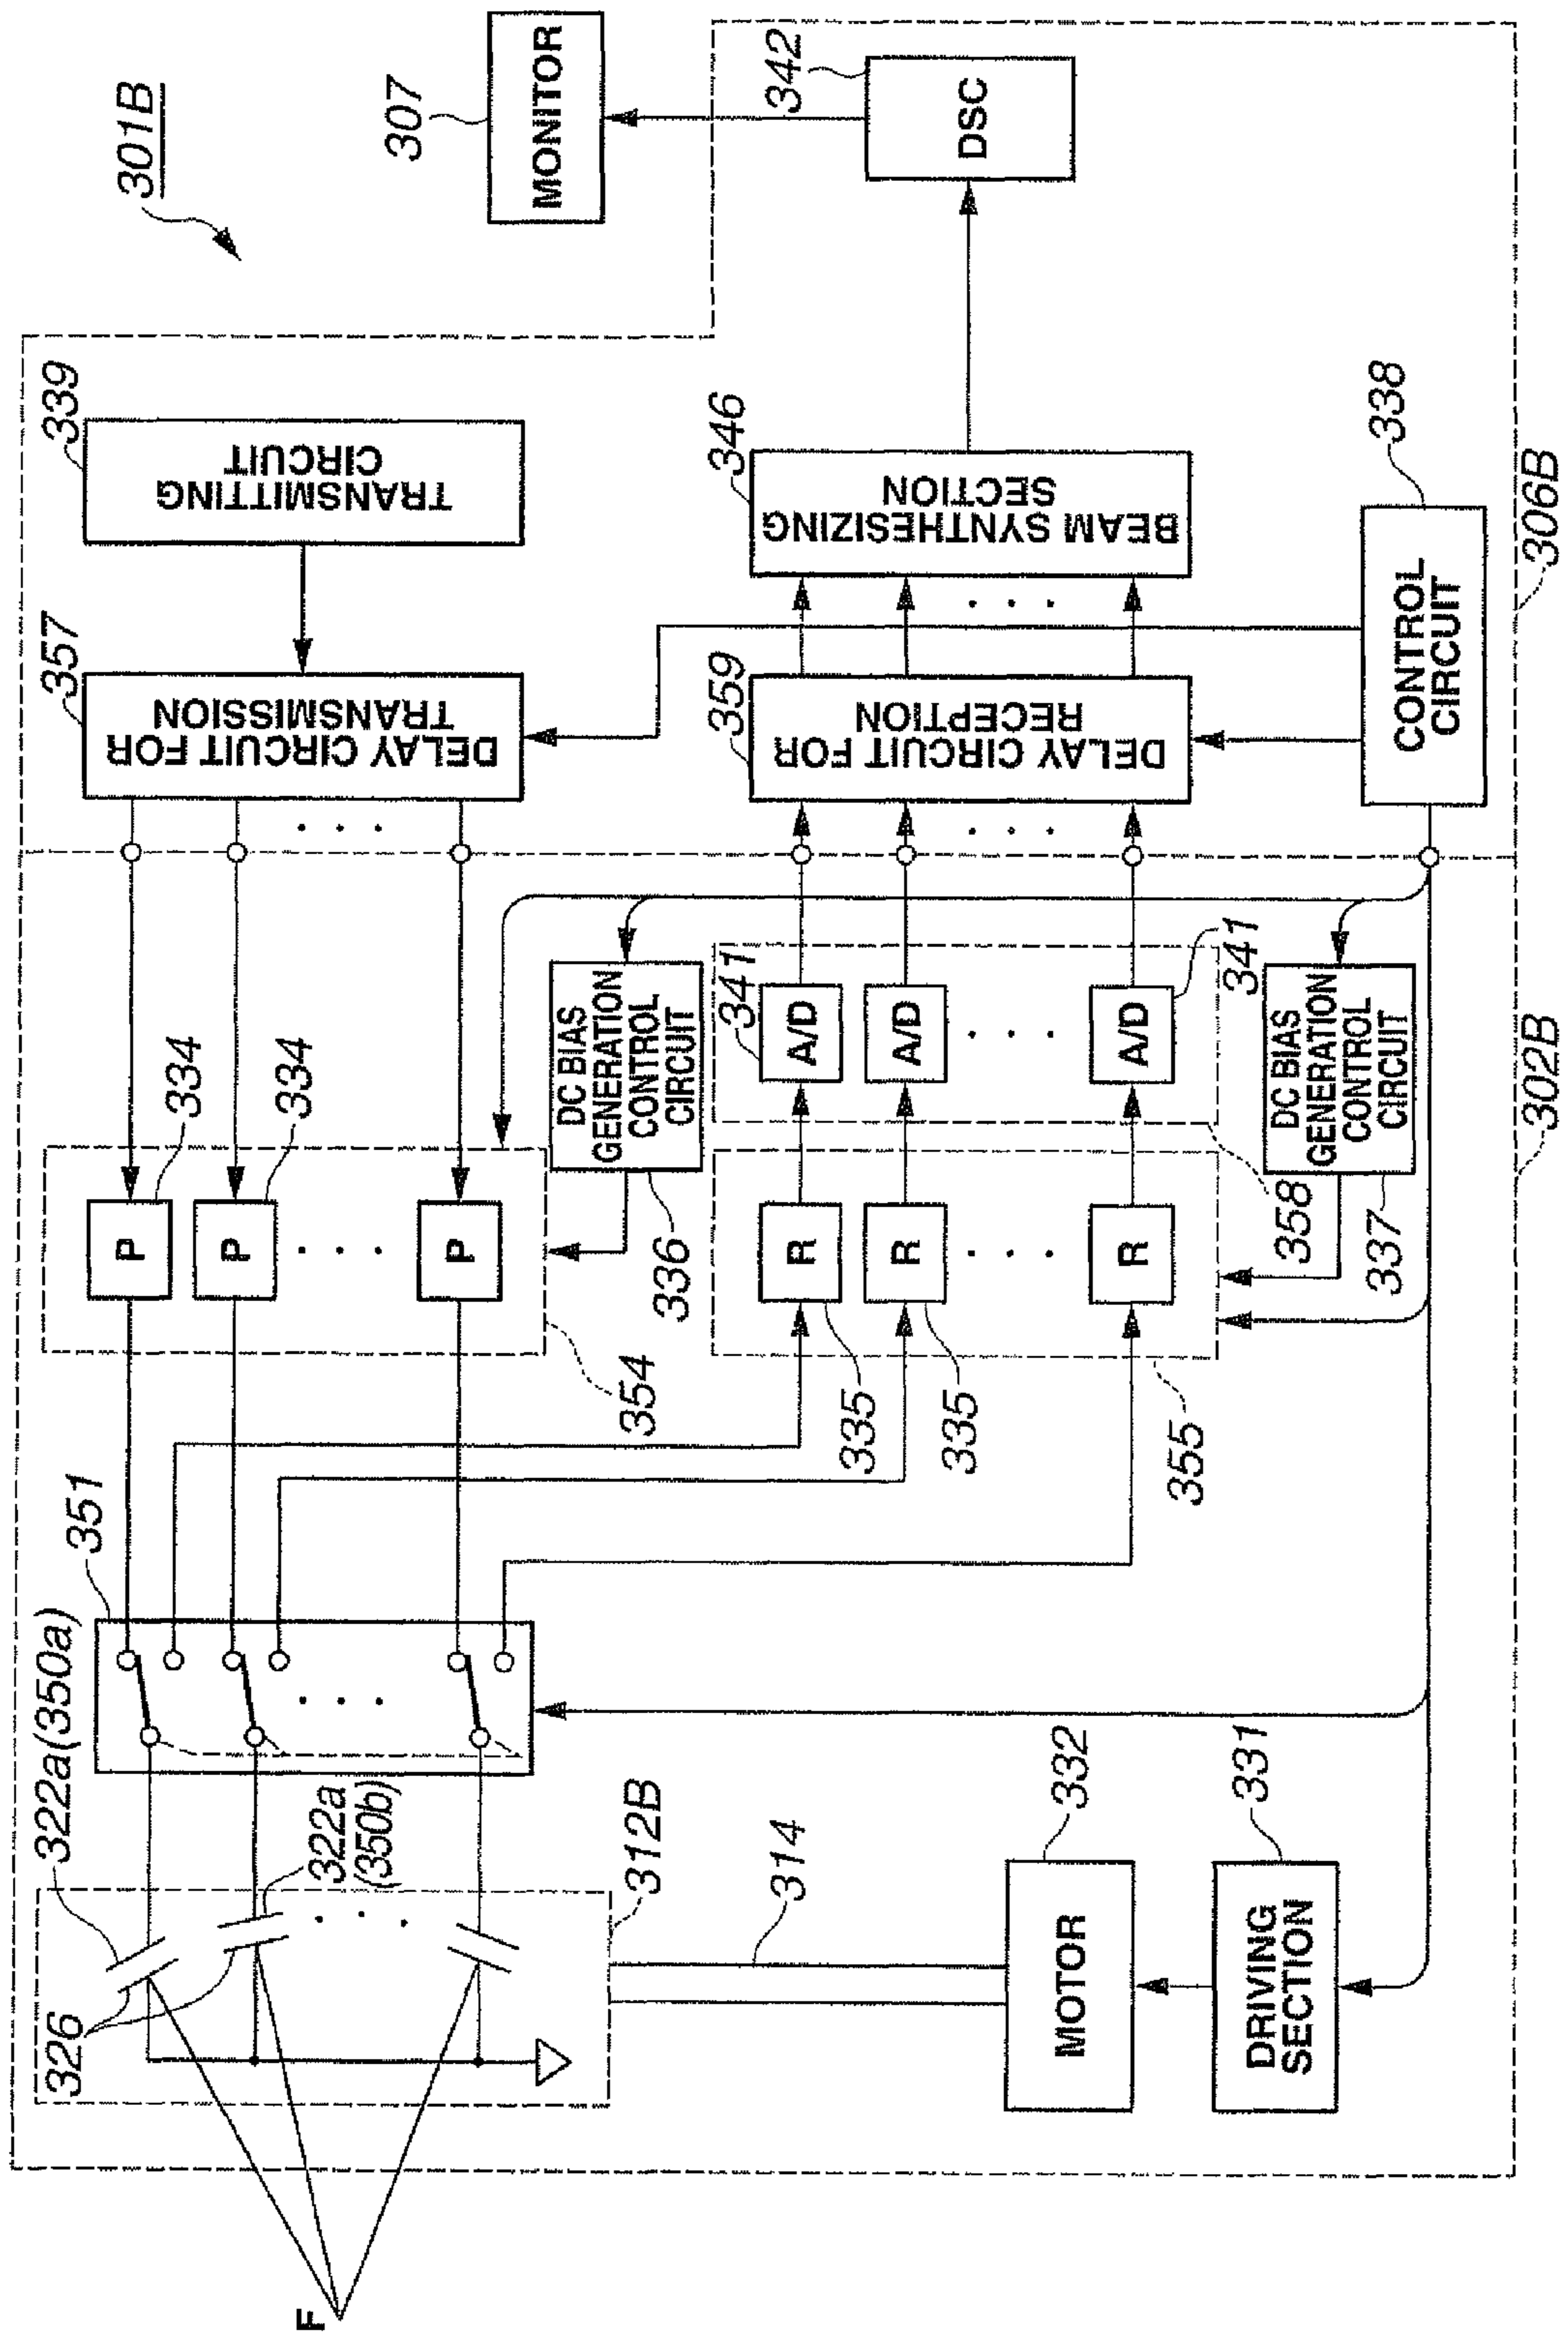 301B
307
MONITOR
342
DSC
339
TRANSMITTING
CIRCUIT
357
DELAY CIRCUIT FOR
TRANSMISSION
346
BEAM SYNTHESIZING
SECTION
359
DELAY CIRCUIT FOR
RECEPTION
338
CONTROL
CIRCUIT
306B
334
P
334
P
P
354
DC BIAS
GENERATION
CONTROL
CIRCUIT
336
341
A/D
A/D
A/D
341
358
R
R
R
335
335
355
DC BIAS
GENERATION
CONTROL
CIRCUIT
337
302B
351
322a(350a)
322a
(350b)
326
312B
314
332
MOTOR
331
DRIVING
SECTION
F